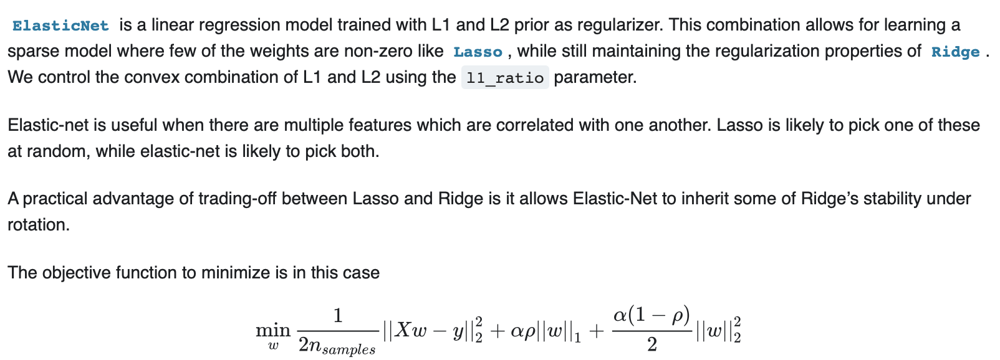 ElasticNet is a linear regression model trained with L1 and L2 prior as regularizer. This combination allows for learning a
sparse model where few of the weights are non-zero like Lasso , while still maintaining the regularization properties of Ridge .
We control the convex combination of L1 and L2 using the l1_ratio parameter.
Elastic-net is useful when there are multiple features which are correlated with one another. Lasso is likely to pick one of these
at random, while elastic-net is likely to pick both.
A practical advantage of trading-off between Lasso and Ridge is it allows Elastic-Net to inherit some of Ridge’s stability under
rotation.
The objective function to minimize is in this case
\min_{w} \frac{1}{2n_{samples}} ||Xw - y||_2^2 + \alpha\rho||w||_1 + \frac{\alpha(1-\rho)}{2} ||w||_2^2